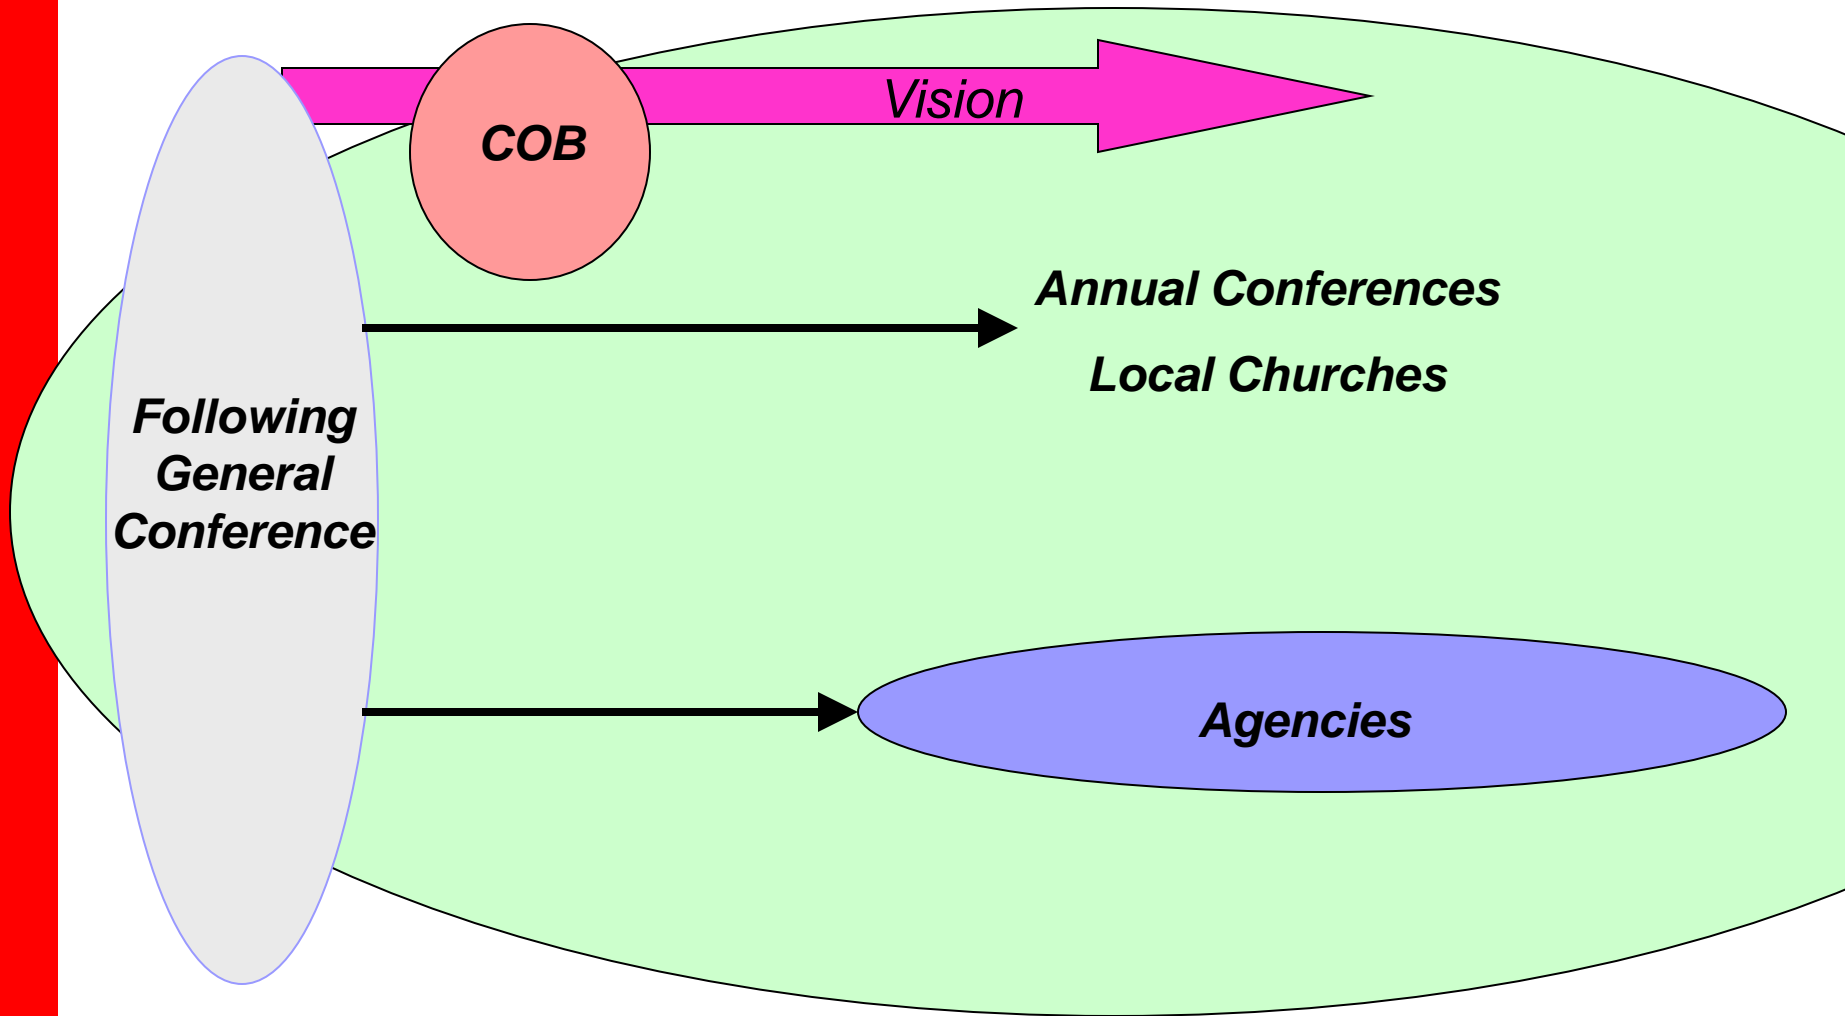 COB
Vision
Annual Conferences
Local Churches
Following
General
Conference
Agencies